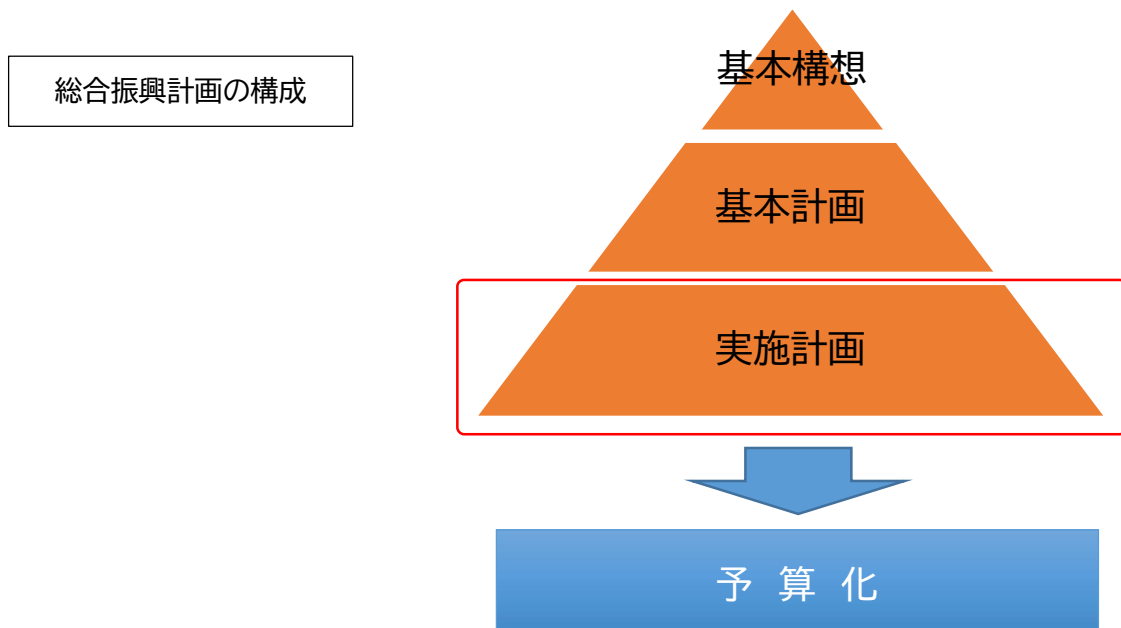 総合振興計画の構成
基本構想
基本計画
実施計画
予 算 化